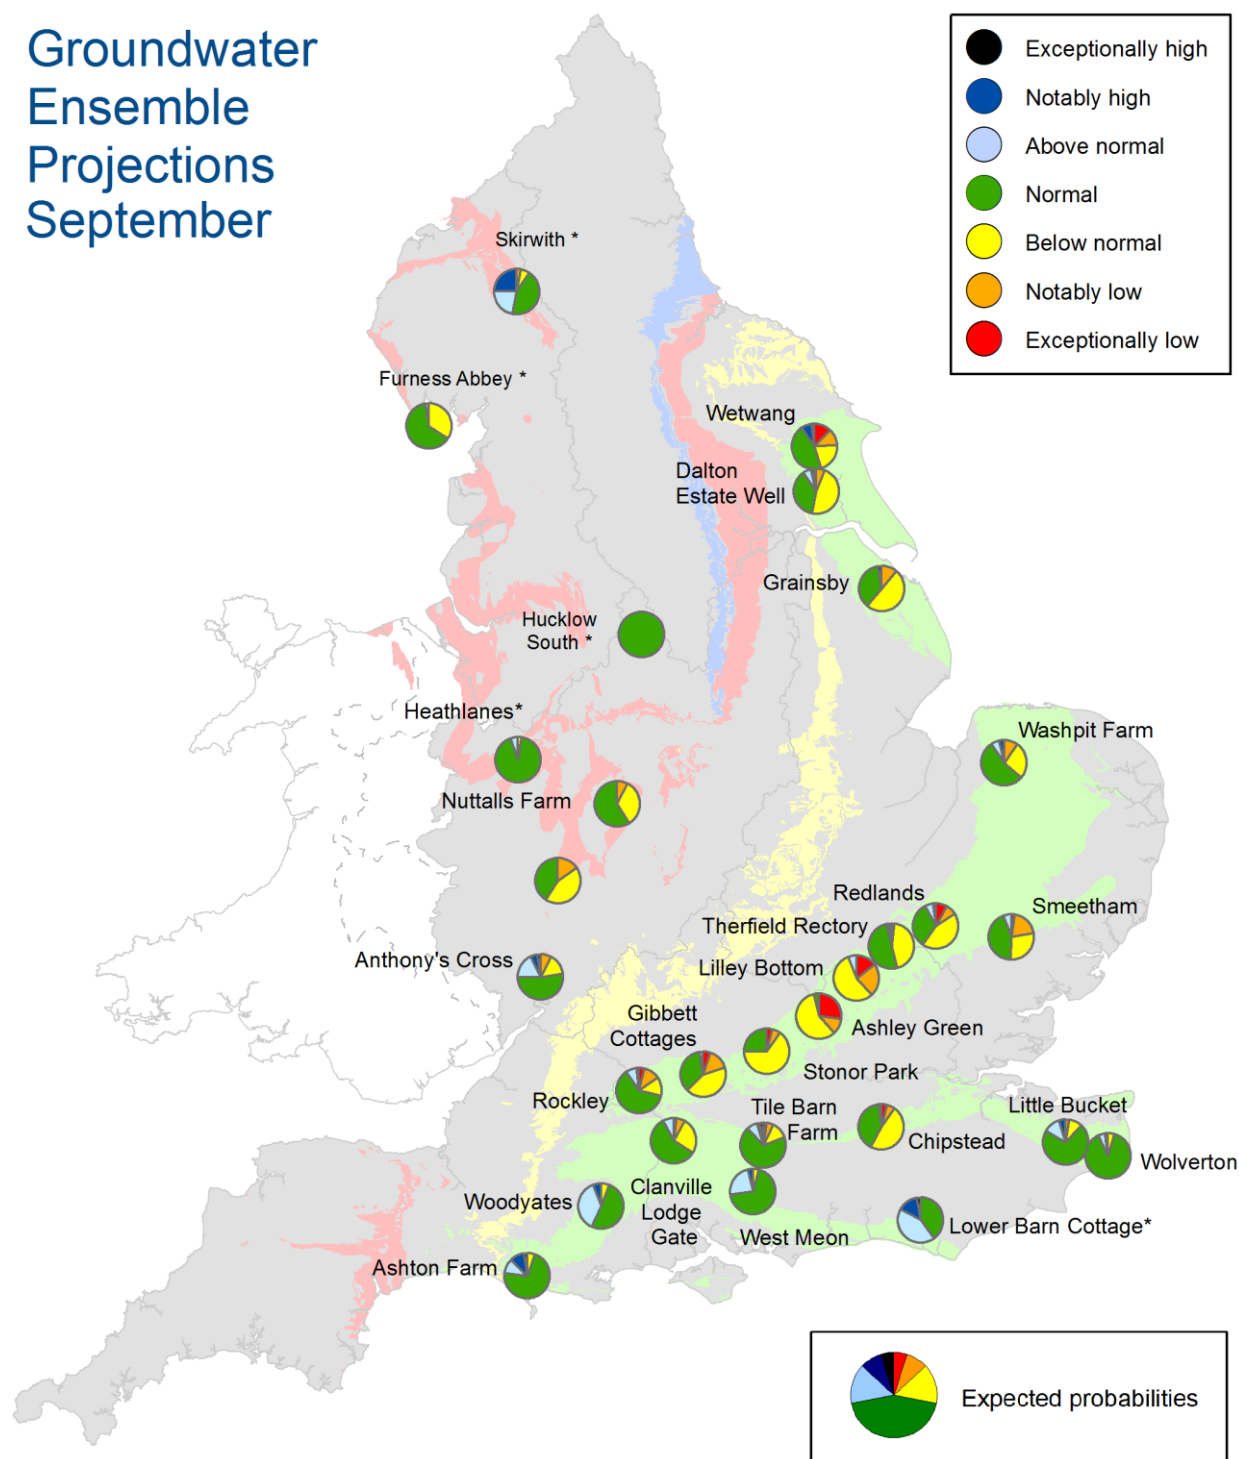 Groundwater
Ensemble
Projections
September
Exceptionally high
Notably high
Above normal
Normal
Below normal
Notably low
Exceptionally low
Skirwith *
Furness Abbey *
Wetwang
Dalton
Estate Well
Grainsby
Hucklow
South *
Heathlanes*
Washpit Farm
Nuttalls Farm
Redlands
Smeetham
Therfield Rectory
Anthony's Cross
Lilley Bottom
Gibbett
Cottages
Ashley Green
Stonor Park
Rockley
Tile Barn
Farm
Little Bucket
Chipstead
Wolverton
Woodyates
Clanville
Lodge
Gate
West Meon
Lower Barn Cottage*
Ashton Farm
Expected probabilities